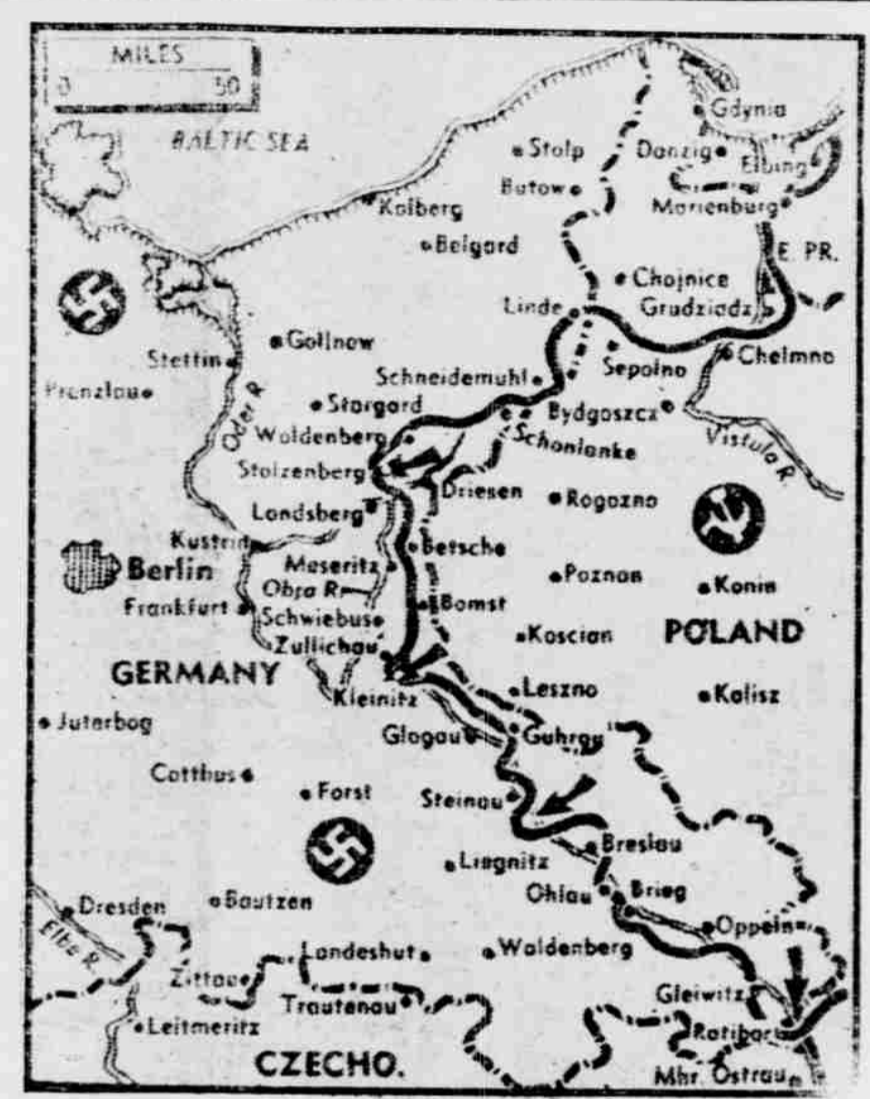 MILES
0 50
BALTIC SEA
Gdynia
Stolp
Danzig
Elbing
Butow
Marienburg
Kolberg
Belgard
E. PR.
Chojnice
Linde
Grudziadz
Gollnow
Stettin
Sepolno
Chelmno
Prenzlau
Schneidemuhl
Stargard
Bydgoszcz
Oder R.
Woldenberg
Schonlanke
Vistula R.
Stolzenberg
Driesen
Rogozno
Landsberg
Kustrin
Betsche
Berlin
Meseritz
Poznan
Konin
Obra R.
Frankfurt
Bomst
Schwiebus
Koscian
POLAND
Zullichau
GERMANY
Leszno
Kalisz
Kleinitz
Juterbog
Glogau
Guhrau
Cottbus
Forst
Steinau
Breslau
Liegnitz
Ohlau
Brieg
Dresden
Bautzen
Oppeln
Elbe R.
Landeshut
Waldenberg
Zittau
Gleiwitz
Trautenau
Leitmeritz
Ratibor
CZECHO.
Mhr. Ostrau